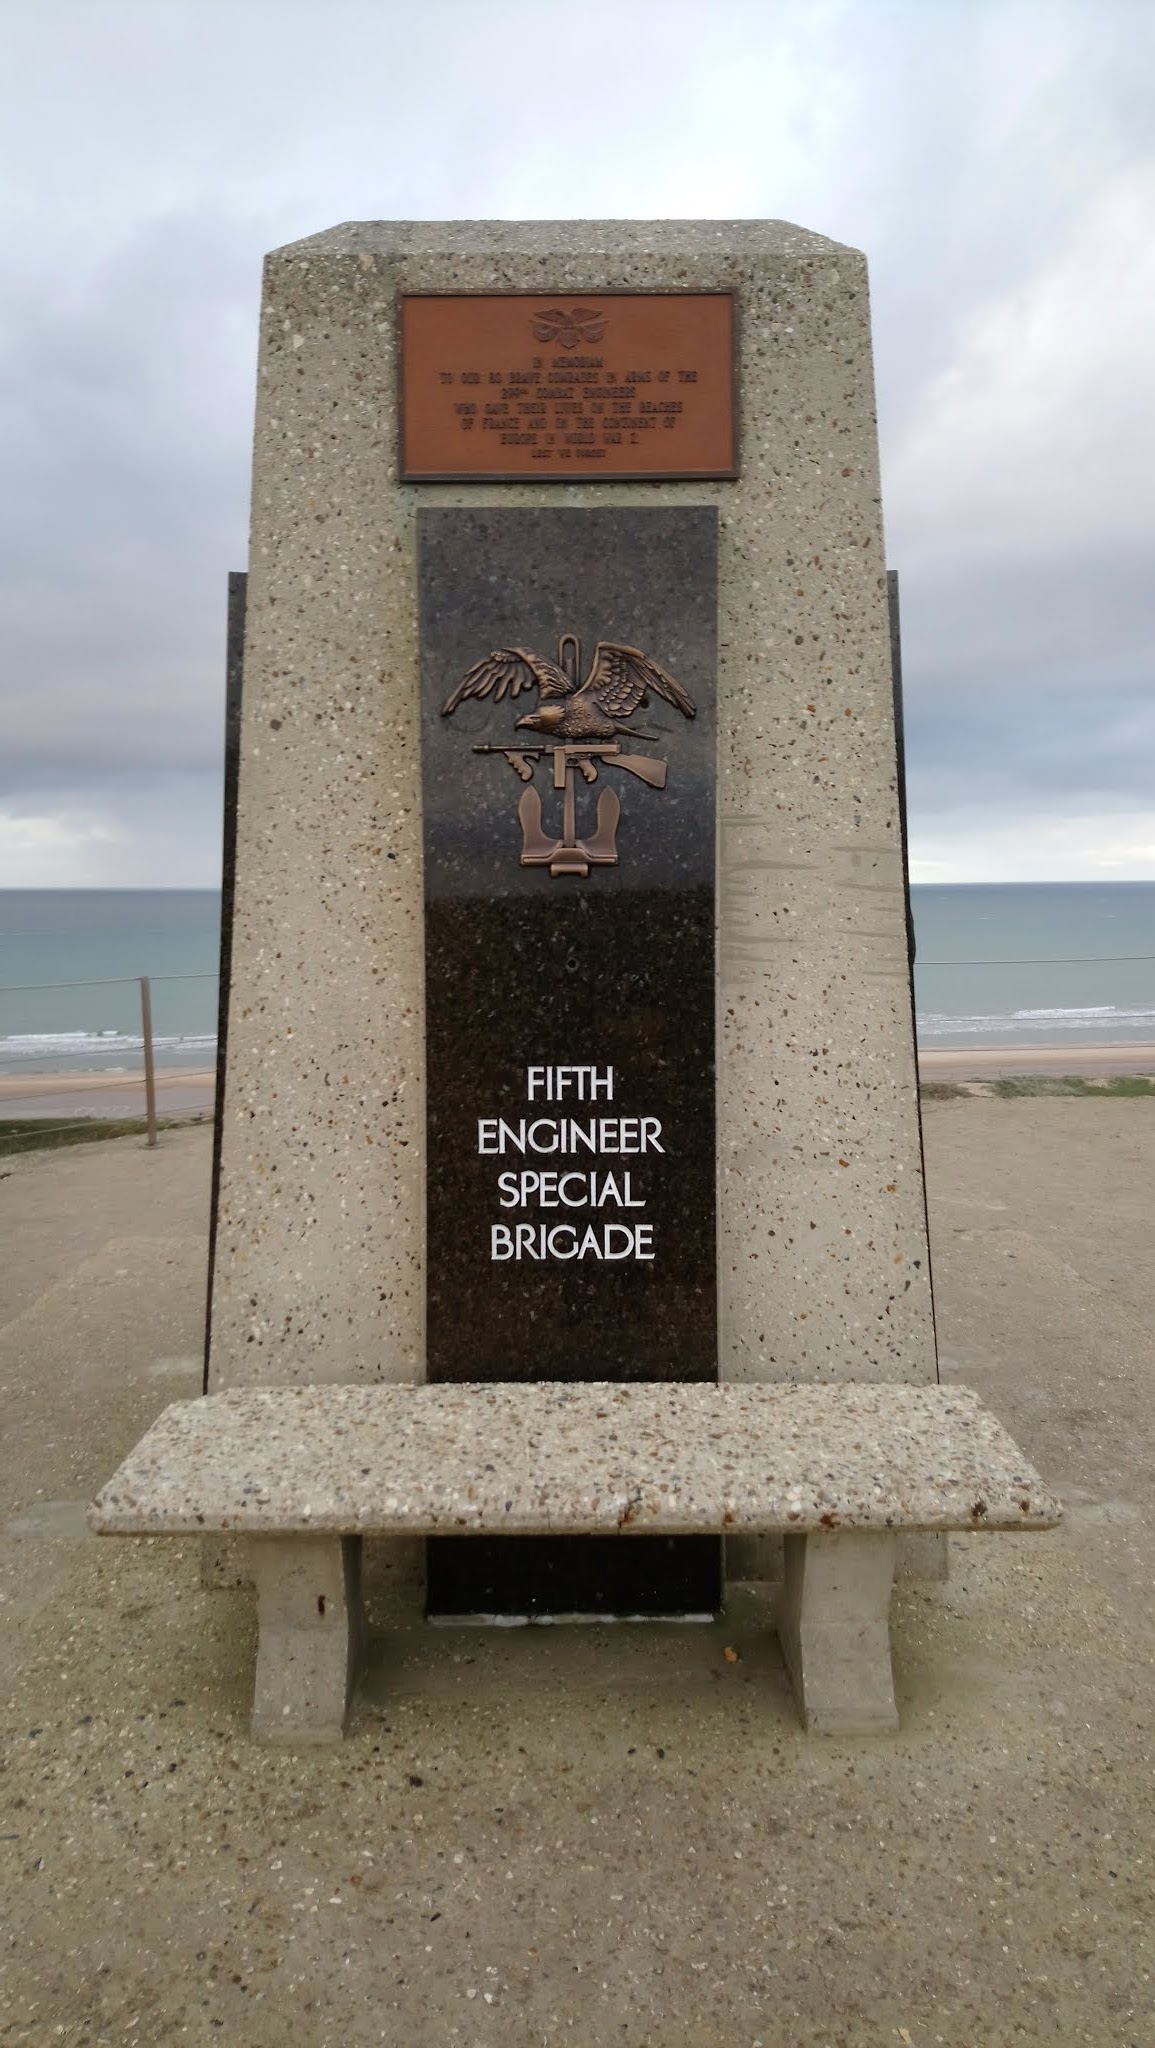 IN MEMORIAM
TO OUR 80 BRAVE COMRADES IN ARMS OF THE
299TH COMBAT ENGINEERS
WHO GAVE THEIR LIVES ON THE BEACHES
OF FRANCE AND ON THE CONTINENT OF
EUROPE IN WORLD WAR 2.
LEST WE FORGET
FIFTH
ENGINEER
SPECIAL
BRIGADE